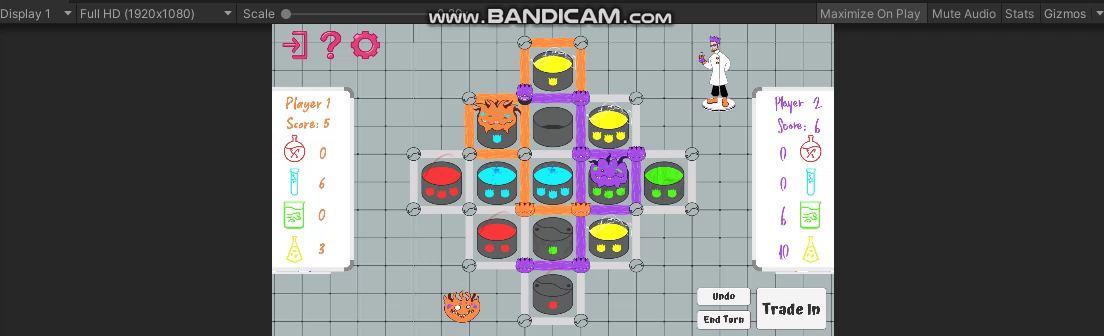 Display 1 Full HD (1920x1080) Scale Maximize On Play Mute Audio Stats Gizmos
www.BANDICAM.com
?
Player 1
Score: 5
0
6
0
3
Player 2
Score: 6
0
0
6
10
Undo
End Turn
Trade In